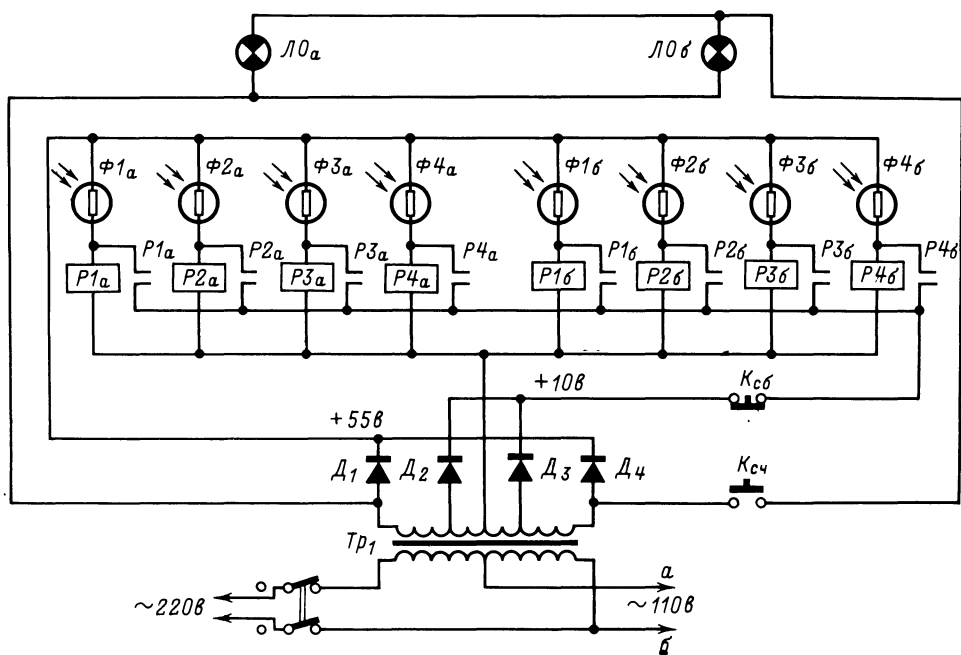 ЛОа ЛОб
Ф1а Ф2а Ф3а Ф4а Ф1б Ф2б Ф3б Ф4б
Р1а Р2а Р3а Р4а Р1б Р2б Р3б Р4б
Р1а Р2а Р3а Р4а Р1б Р2б Р3б Р4б
+10в Ксб
+55в
Д1 Д2 Д3 Д4 Ксч
Тр1
а
~220в ~110в
б